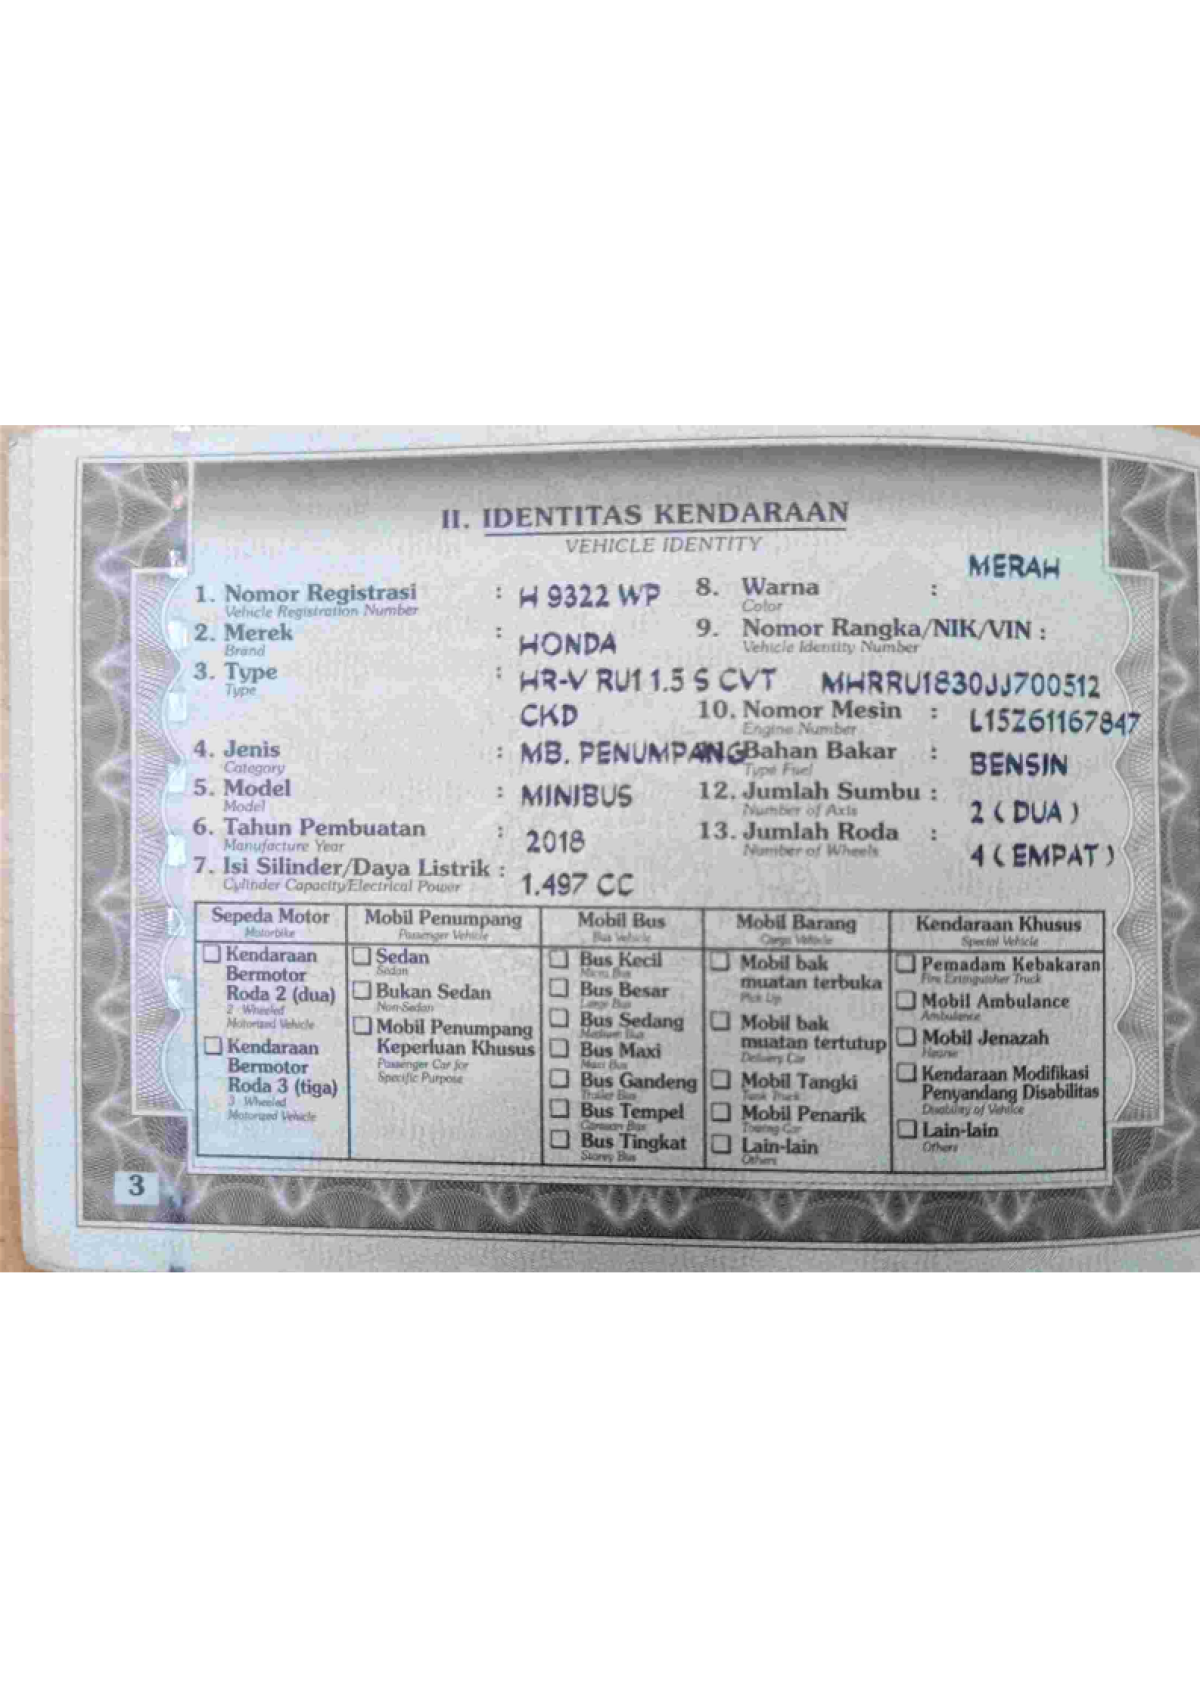 II. IDENTITAS KENDARAAN
VEHICLE IDENTITY
1. Nomor Registrasi : H 9322 WP
Vehicle Registration Number
2. Merek : HONDA
Brand
3. Type : HR-V RU1 1.5 S CVT
Type
CKD
4. Jenis : MB. PENUMPANG
Category
5. Model : MINIBUS
Model
6. Tahun Pembuatan : 2018
Manufacture Year
7. Isi Silinder/Daya Listrik : 1.497 CC
Cylinder Capacity/Electrical Power
8. Warna : MERAH
Color
9. Nomor Rangka/NIK/VIN :
Vehicle Identity Number
MHRRU1830JJ700512
10. Nomor Mesin : L15Z61167847
Engine Number
Bahan Bakar : BENSIN
Type Fuel
12. Jumlah Sumbu : 2 ( DUA )
Number of Axis
13. Jumlah Roda : 4 ( EMPAT )
Number of Wheels
Sepeda Motor
Motorbike
Kendaraan
Bermotor
Roda 2 (dua)
2 Wheeled
Motorized Vehicle
Kendaraan
Bermotor
Roda 3 (tiga)
3 Wheeled
Motorized Vehicle
Mobil Penumpang
Passenger Vehicle
Sedan
Sedan
Bukan Sedan
Non-Sedan
Mobil Penumpang
Keperluan Khusus
Passenger Car for
Specific Purpose
Mobil Bus
Bus Vehicle
Bus Kecil
Micro Bus
Bus Besar
Large Bus
Bus Sedang
Medium Bus
Bus Maxi
Maxi Bus
Bus Gandeng
Trailer Bus
Bus Tempel
Caravan Bus
Bus Tingkat
Storey Bus
Mobil Barang
Cargo Vehicle
Mobil bak
muatan terbuka
Pick Up
Mobil bak
muatan tertutup
Delivery Car
Mobil Tangki
Tank Truck
Mobil Penarik
Towing Car
Lain-lain
Others
Kendaraan Khusus
Special Vehicle
Pemadam Kebakaran
Fire Extinguisher Truck
Mobil Ambulance
Ambulance
Mobil Jenazah
Hearse
Kendaraan Modifikasi
Penyandang Disabilitas
Disability of Vehilce
Lain-lain
Others
3